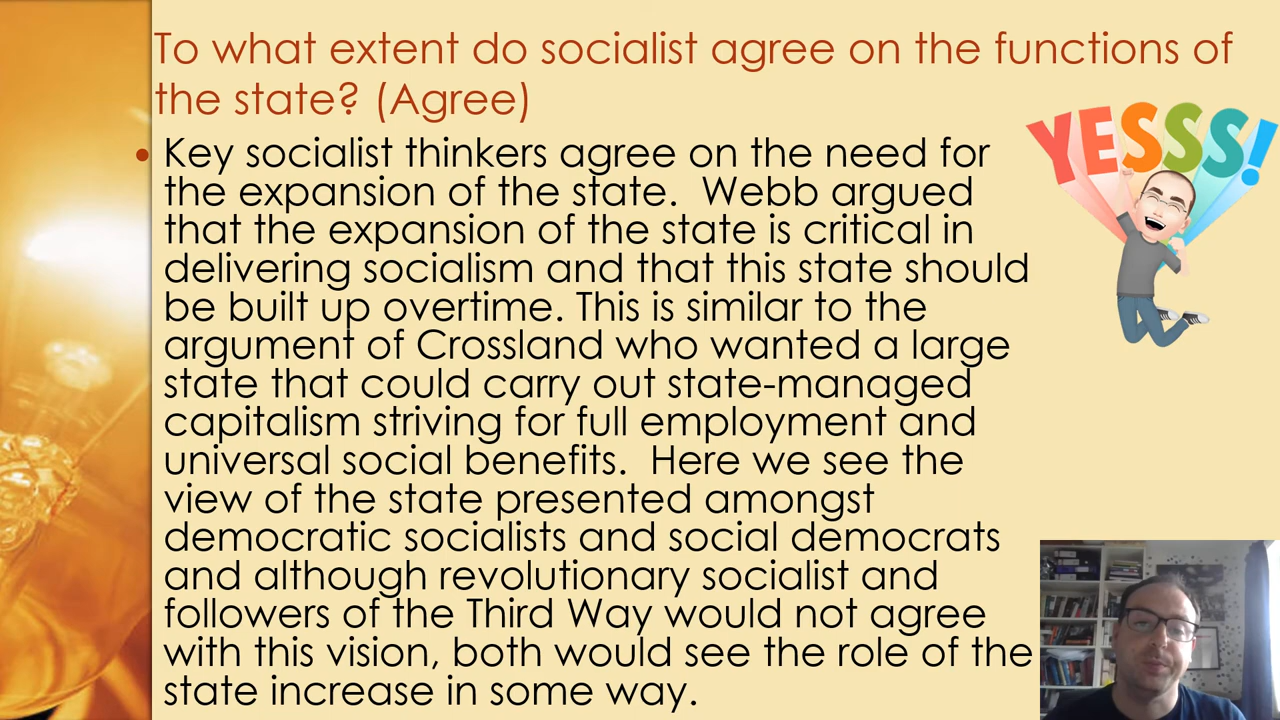 To what extent do socialist agree on the functions of
the state? (Agree)
YESSS!
• Key socialist thinkers agree on the need for
the expansion of the state.  Webb argued
that the expansion of the state is critical in
delivering socialism and that this state should
be built up overtime. This is similar to the
argument of Crossland who wanted a large
state that could carry out state-managed
capitalism striving for full employment and
universal social benefits.  Here we see the
view of the state presented amongst
democratic socialists and social democrats
and although revolutionary socialist and
followers of the Third Way would not agree
with this vision, both would see the role of the
state increase in some way.